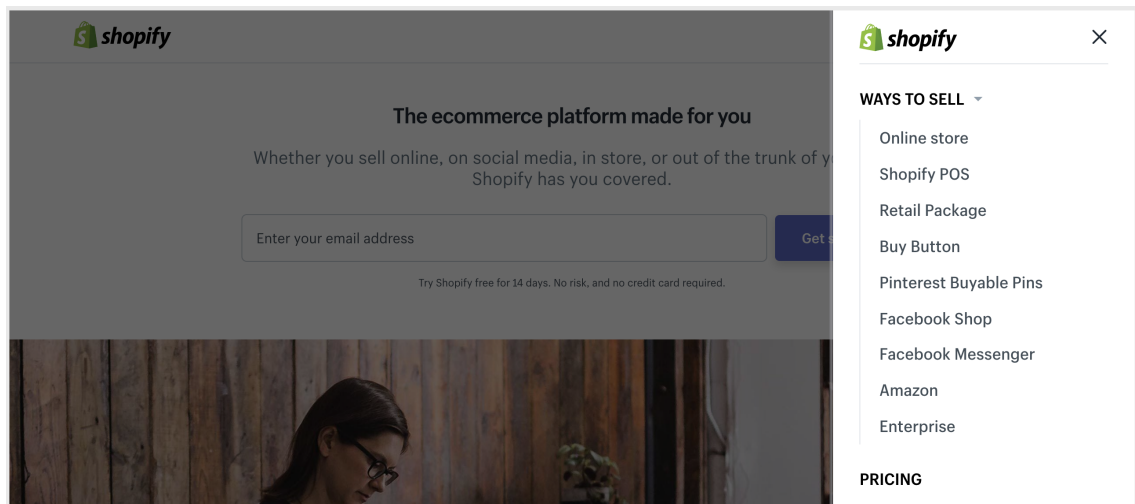 shopify
The ecommerce platform made for you
Whether you sell online, on social media, in store, or out of the trunk of
Shopify has you covered.
Enter your email address
Get
Try Shopify free for 14 days. No risk, and no credit card required.
shopify
WAYS TO SELL
Online store
Shopify POS
Retail Package
Buy Button
Pinterest Buyable Pins
Facebook Shop
Facebook Messenger
Amazon
Enterprise
PRICING